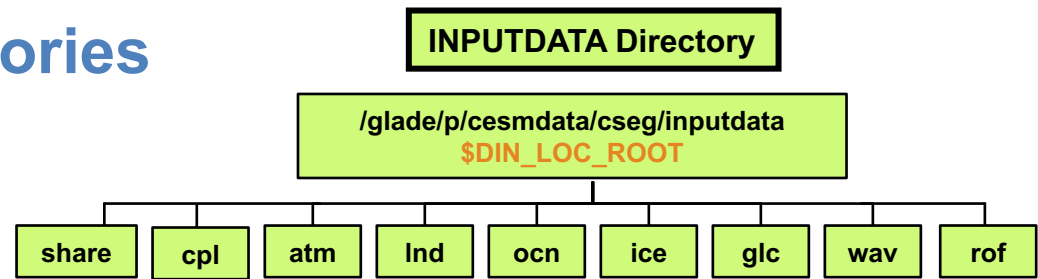 ories
INPUTDATA Directory
/glade/p/cesmdata/cseg/inputdata
$DIN_LOC_ROOT
share cpl atm lnd ocn ice glc wav rof